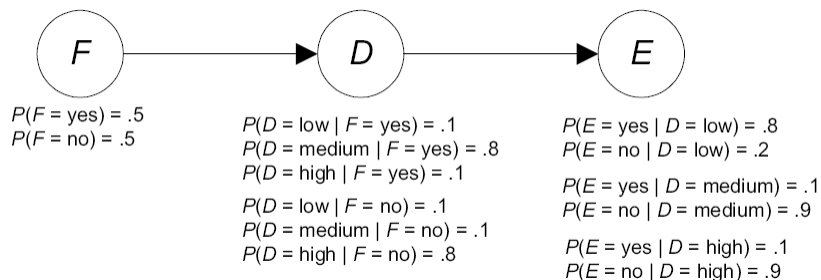 F
D
E
P(F = yes) = .5
P(F = no) = .5
P(D = low | F = yes) = .1
P(D = medium | F = yes) = .8
P(D = high | F = yes) = .1
P(D = low | F = no) = .1
P(D = medium | F = no) = .1
P(D = high | F = no) = .8
P(E = yes | D = low) = .8
P(E = no | D = low) = .2
P(E = yes | D = medium) = .1
P(E = no | D = medium) = .9
P(E = yes | D = high) = .1
P(E = no | D = high) = .9